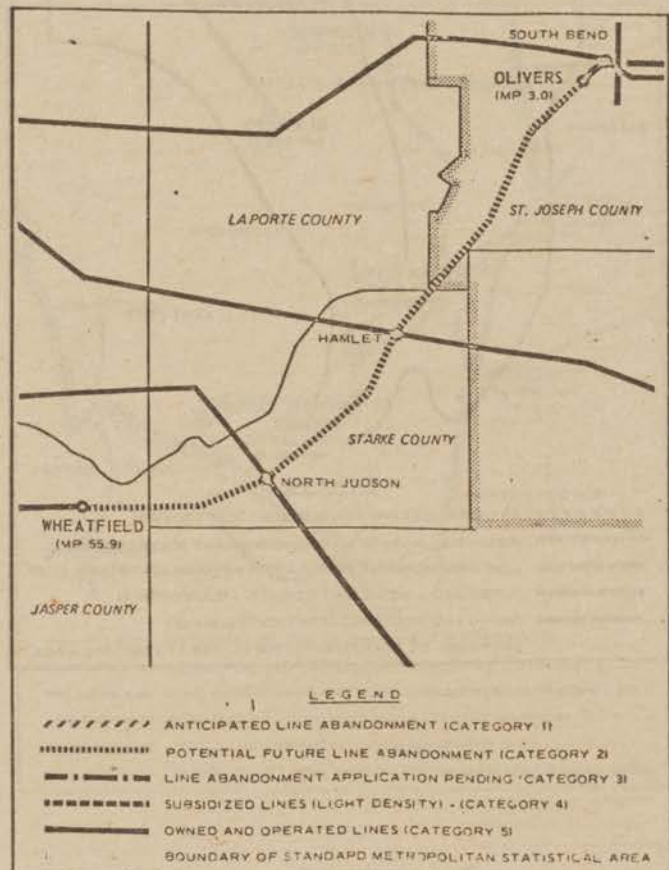 SOUTH BEND
OLIVERS
(MP 3.0)
LAPORTE COUNTY
ST. JOSEPH COUNTY
HAMLET
STARKE COUNTY
NORTH JUDSON
WHEATFIELD
(MP 55.9)
JASPER COUNTY
LEGEND
ANTICIPATED LINE ABANDONMENT (CATEGORY 1)
POTENTIAL FUTURE LINE ABANDONMENT (CATEGORY 2)
LINE ABANDONMENT APPLICATION PENDING (CATEGORY 3)
SUBSIDIZED LINES (LIGHT DENSITY) - (CATEGORY 4)
OWNED AND OPERATED LINES (CATEGORY 5)
BOUNDARY OF STANDARD METROPOLITAN STATISTICAL AREA